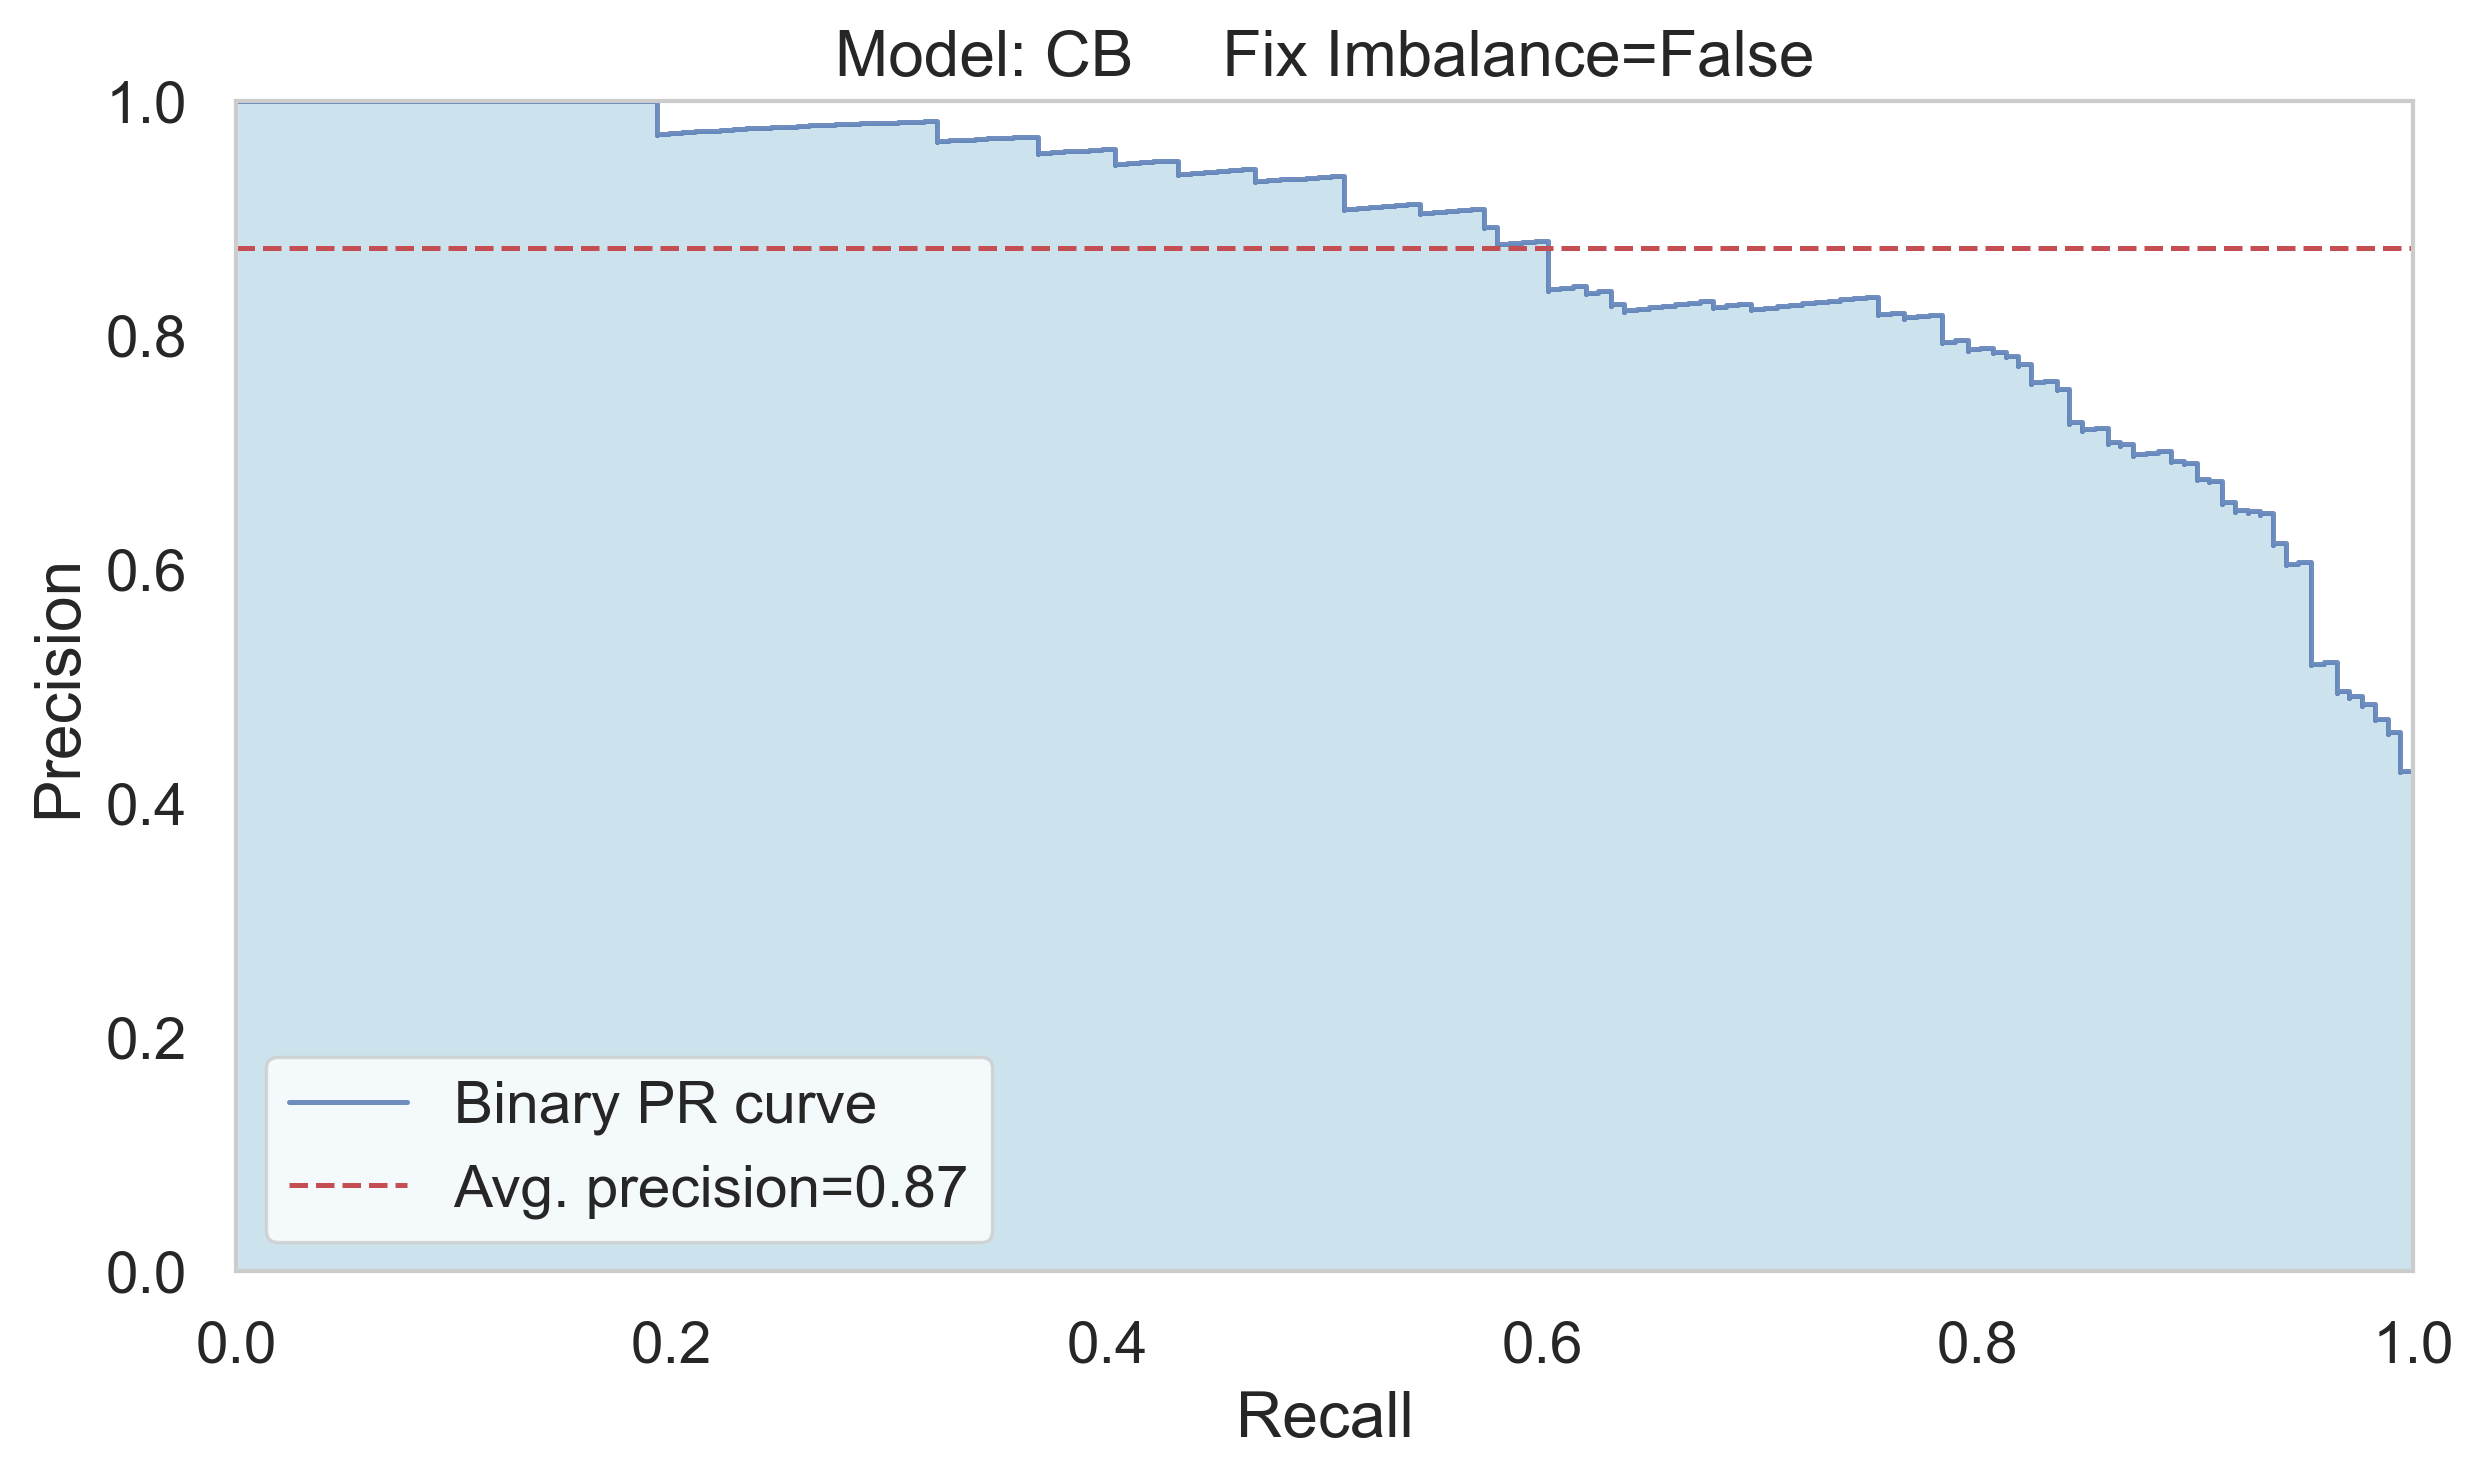 Model: CB Fix Imbalance=False
1.0
0.8
0.6
0.4
0.2
0.0
Precision
Binary PR curve
Avg. precision=0.87
0.0 0.2 0.4 0.6 0.8 1.0
Recall